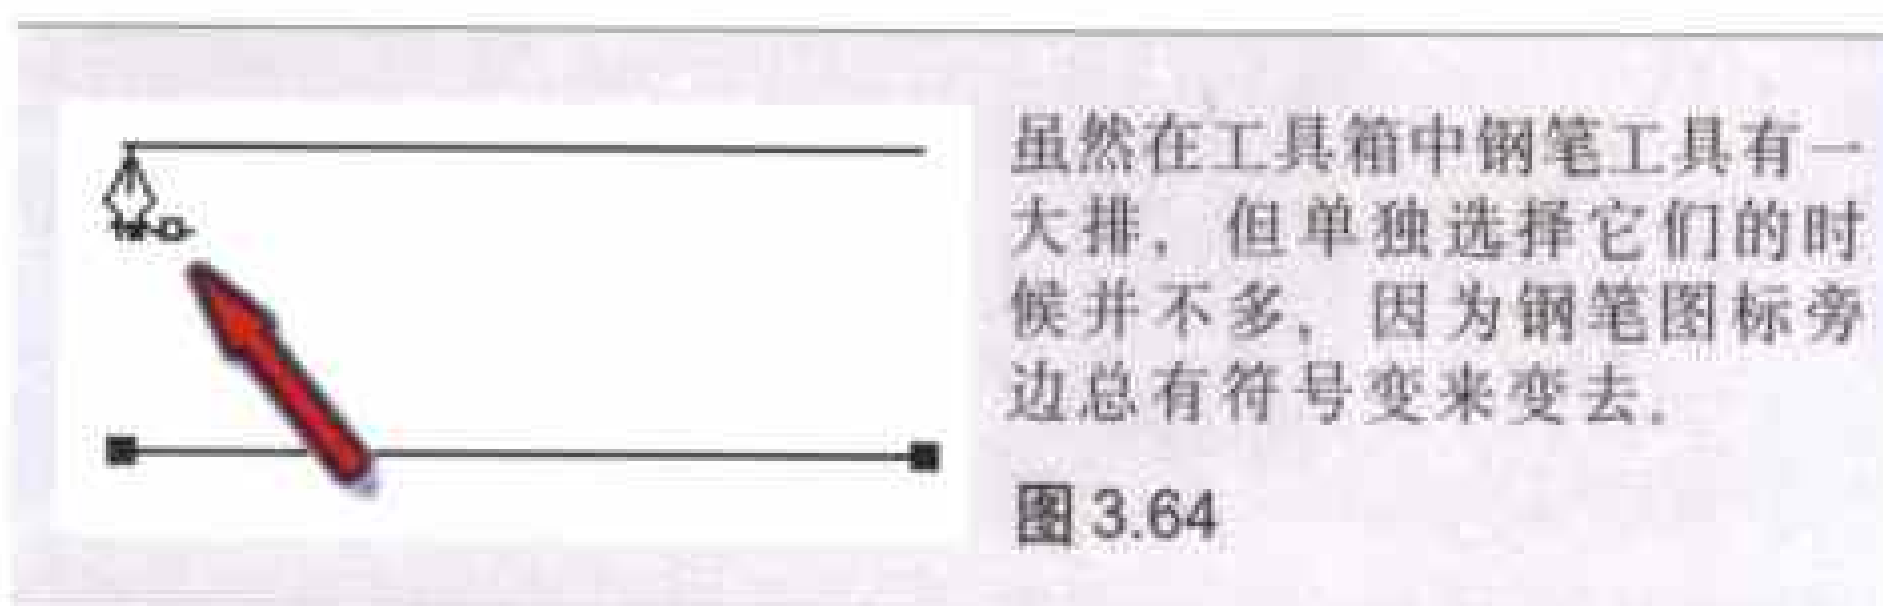 虽然在工具箱中钢笔工具有一
大排，但单独选择它们的时
候并不多，因为钢笔图标旁
边总有符号变来变去。
图 3.64